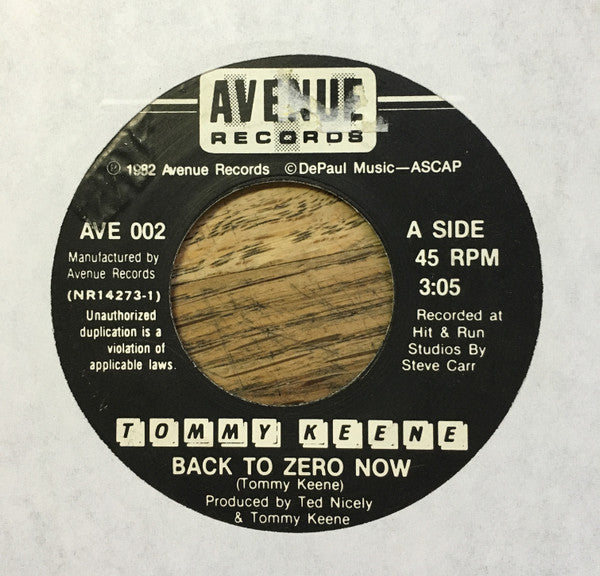 AVENUE
RECORDS
℗ 1982 Avenue Records ©DePaul Music—ASCAP
AVE 002
Manufactured by
Avenue Records
(NR14273-1)
Unauthorized
duplication is a
violation of
applicable laws.
A SIDE
45 RPM
3:05
Recorded at
Hit & Run
Studios By
Steve Carr
TOMMY KEENE
BACK TO ZERO NOW
(Tommy Keene)
Produced by Ted Nicely
& Tommy Keene